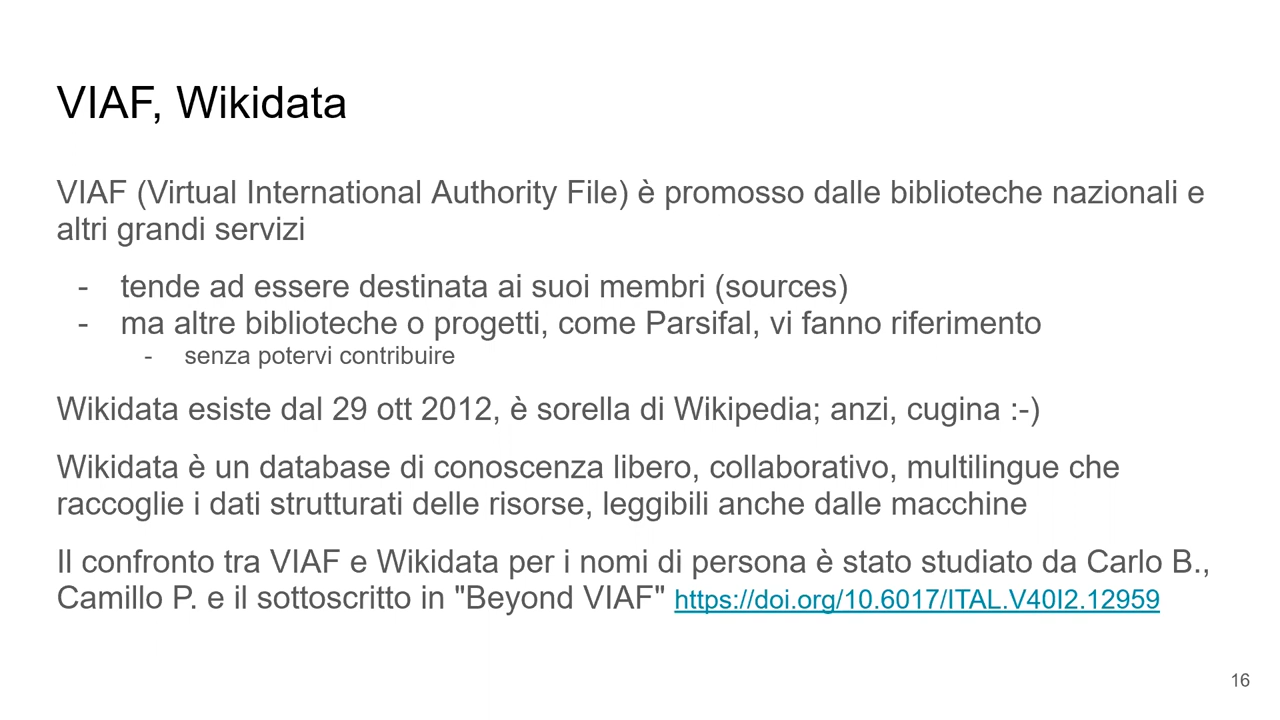 VIAF, Wikidata
VIAF (Virtual International Authority File) è promosso dalle biblioteche nazionali e
altri grandi servizi
- tende ad essere destinata ai suoi membri (sources)
- ma altre biblioteche o progetti, come Parsifal, vi fanno riferimento
- senza potervi contribuire
Wikidata esiste dal 29 ott 2012, è sorella di Wikipedia; anzi, cugina :-)
Wikidata è un database di conoscenza libero, collaborativo, multilingue che
raccoglie i dati strutturati delle risorse, leggibili anche dalle macchine
Il confronto tra VIAF e Wikidata per i nomi di persona è stato studiato da Carlo B.,
Camillo P. e il sottoscritto in "Beyond VIAF" https://doi.org/10.6017/ITAL.V40I2.12959
16